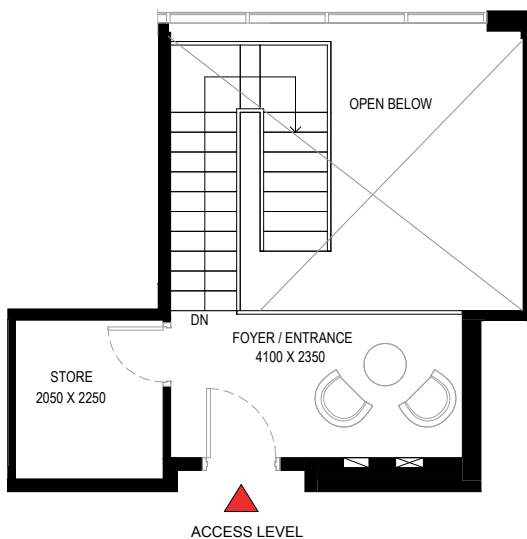 OPEN BELOW
DN
FOYER / ENTRANCE
4100 X 2350
STORE
2050 X 2250
ACCESS LEVEL